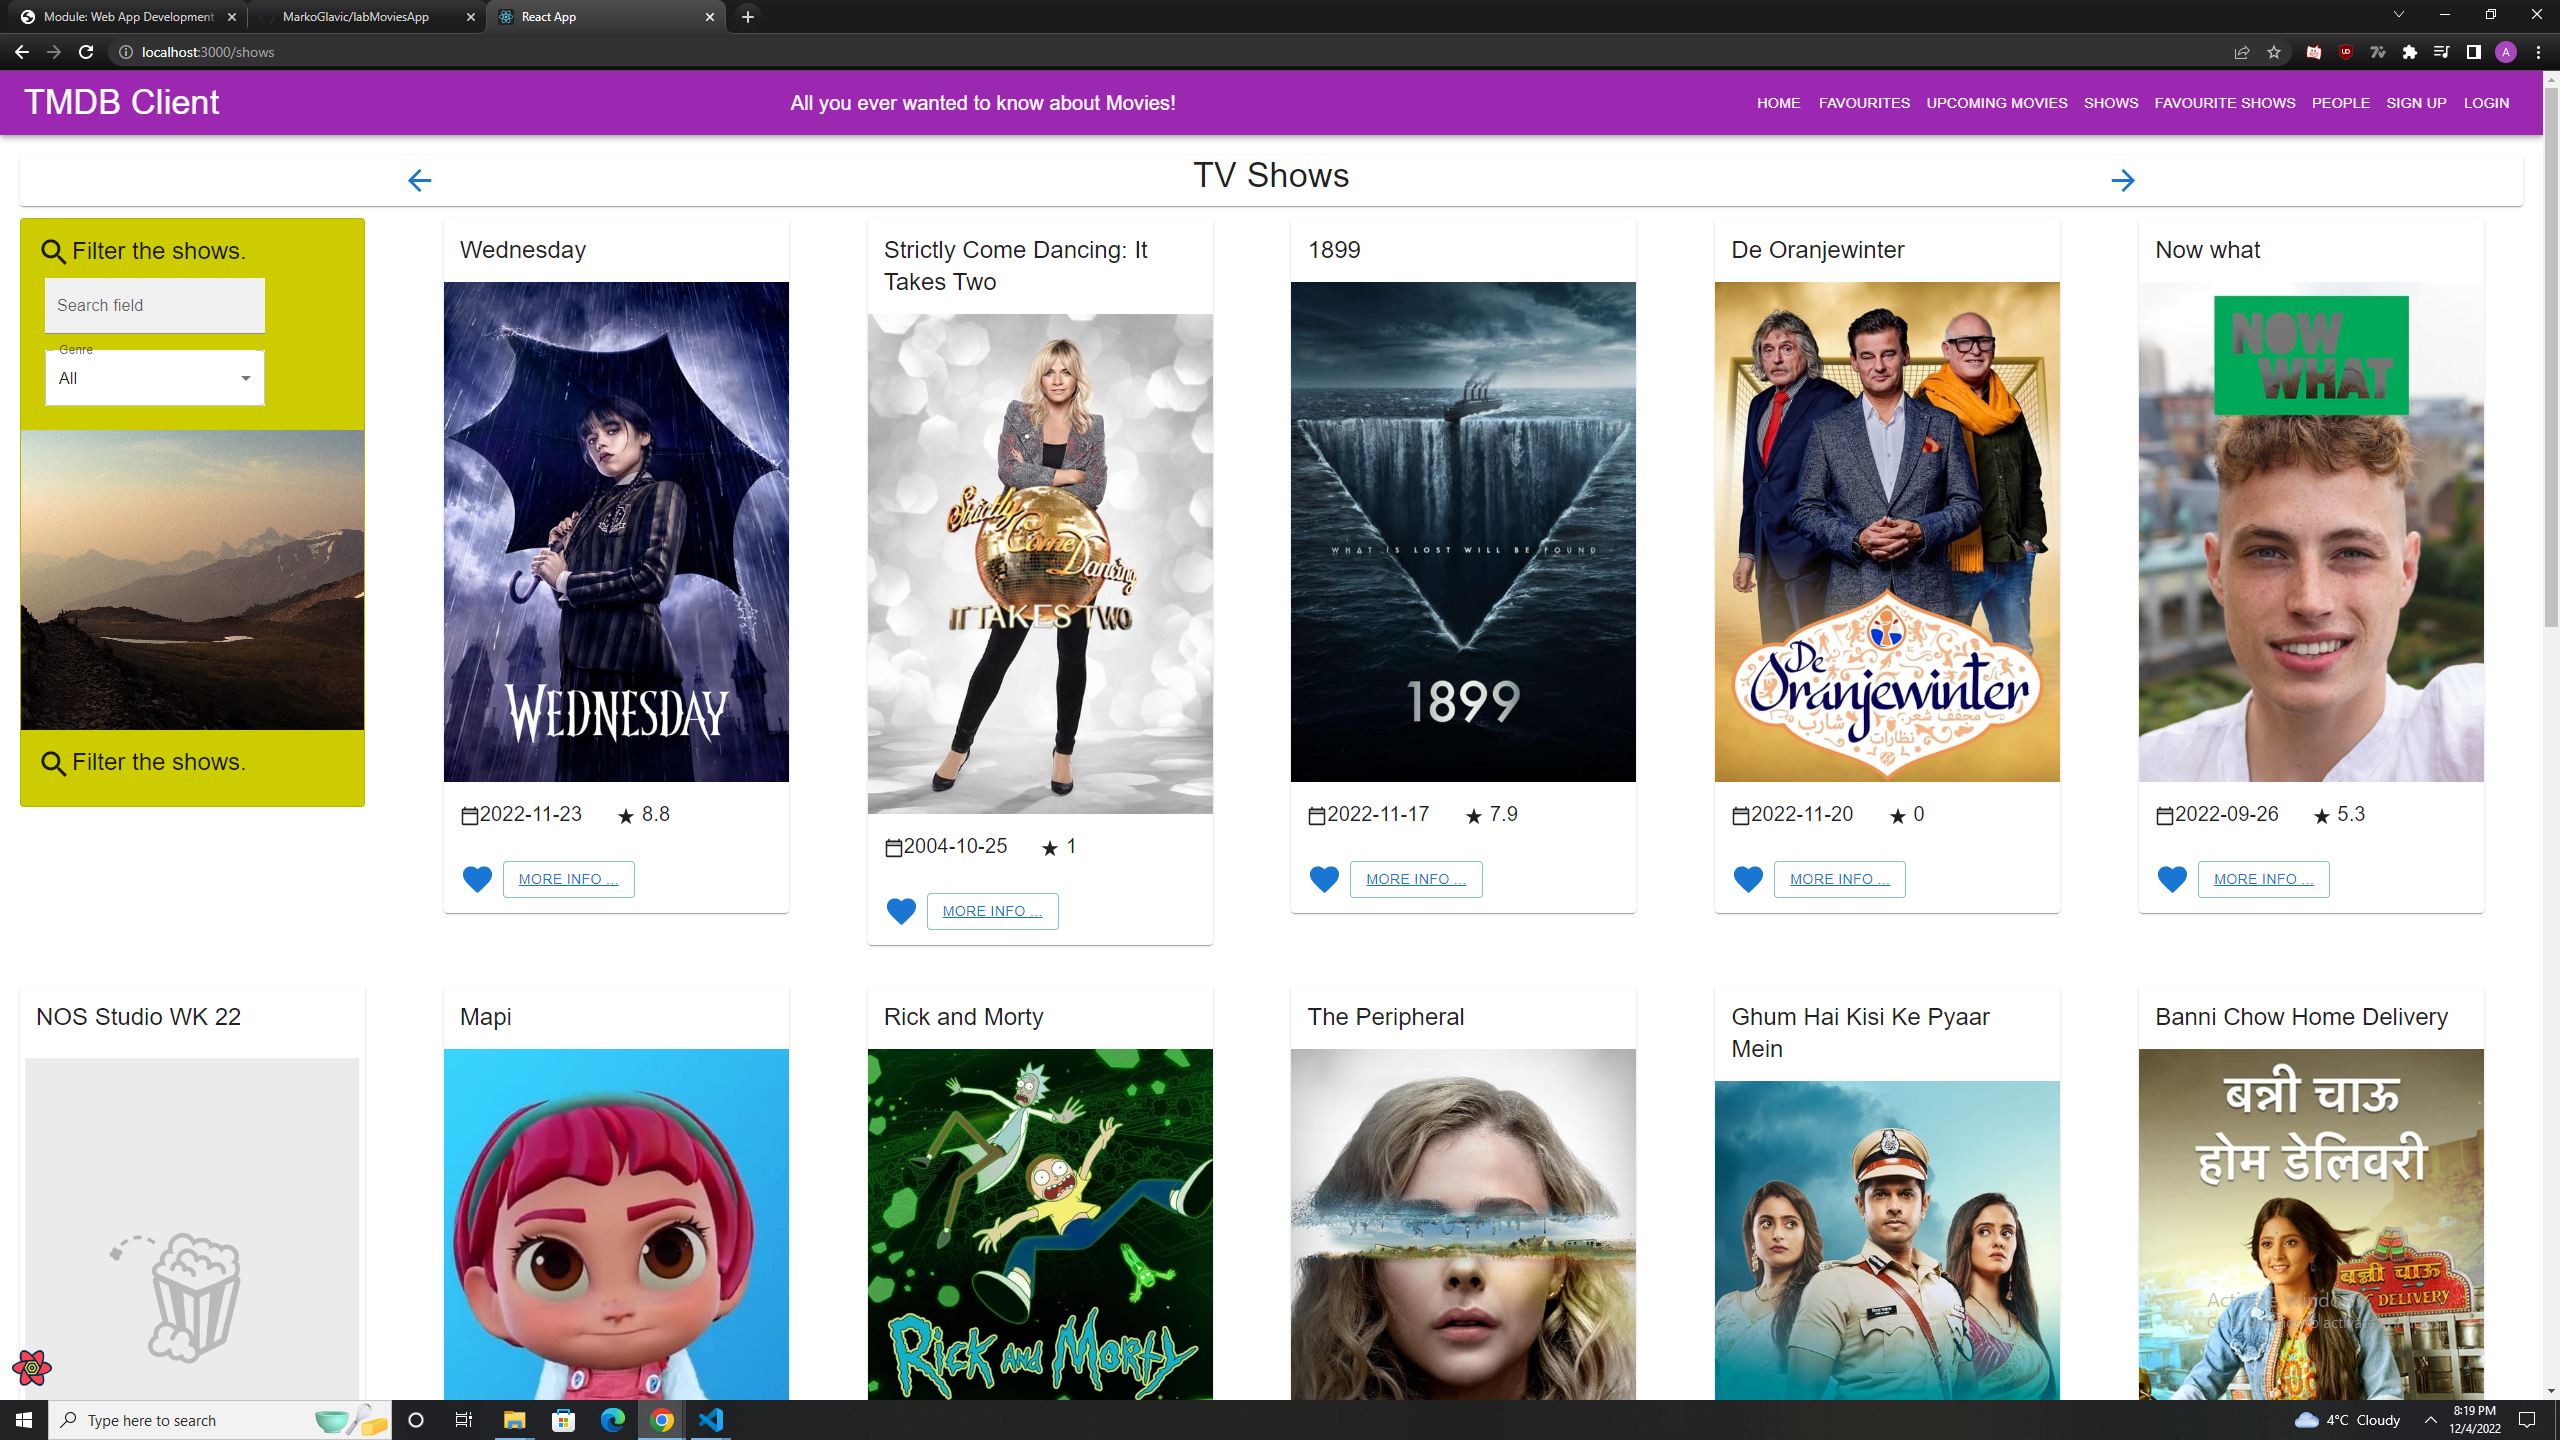 Module: Web App Development
MarkoGlavic/labMoviesApp
React App
localhost:3000/shows
A
TMDB Client
All you ever wanted to know about Movies!
HOME
FAVOURITES
UPCOMING MOVIES
SHOWS
FAVOURITE SHOWS
PEOPLE
SIGN UP
LOGIN
TV Shows
Filter the shows.
Search field
Genre
All
Filter the shows.
Wednesday
WEDNESDAY
2022-11-23
8.8
MORE INFO ...
Strictly Come Dancing: It
Takes Two
Strictly
Come
Dancing
IT TAKES TWO
2004-10-25
1
MORE INFO ...
1899
WHAT IS LOST WILL BE FOUND
1899
2022-11-17
7.9
MORE INFO ...
De Oranjewinter
De
Oranjewinter
2022-11-20
0
MORE INFO ...
Now what
NOW
WHAT
2022-09-26
5.3
MORE INFO ...
NOS Studio WK 22
Mapi
Rick and Morty
RICK AND MORTY
The Peripheral
Ghum Hai Kisi Ke Pyaar
Mein
Banni Chow Home Delivery
बन्नी चाऊ
होम डेलिवरी
बन्नी चाऊ
DELIVERY
Type here to search
4°C Cloudy
8:19 PM
12/4/2022